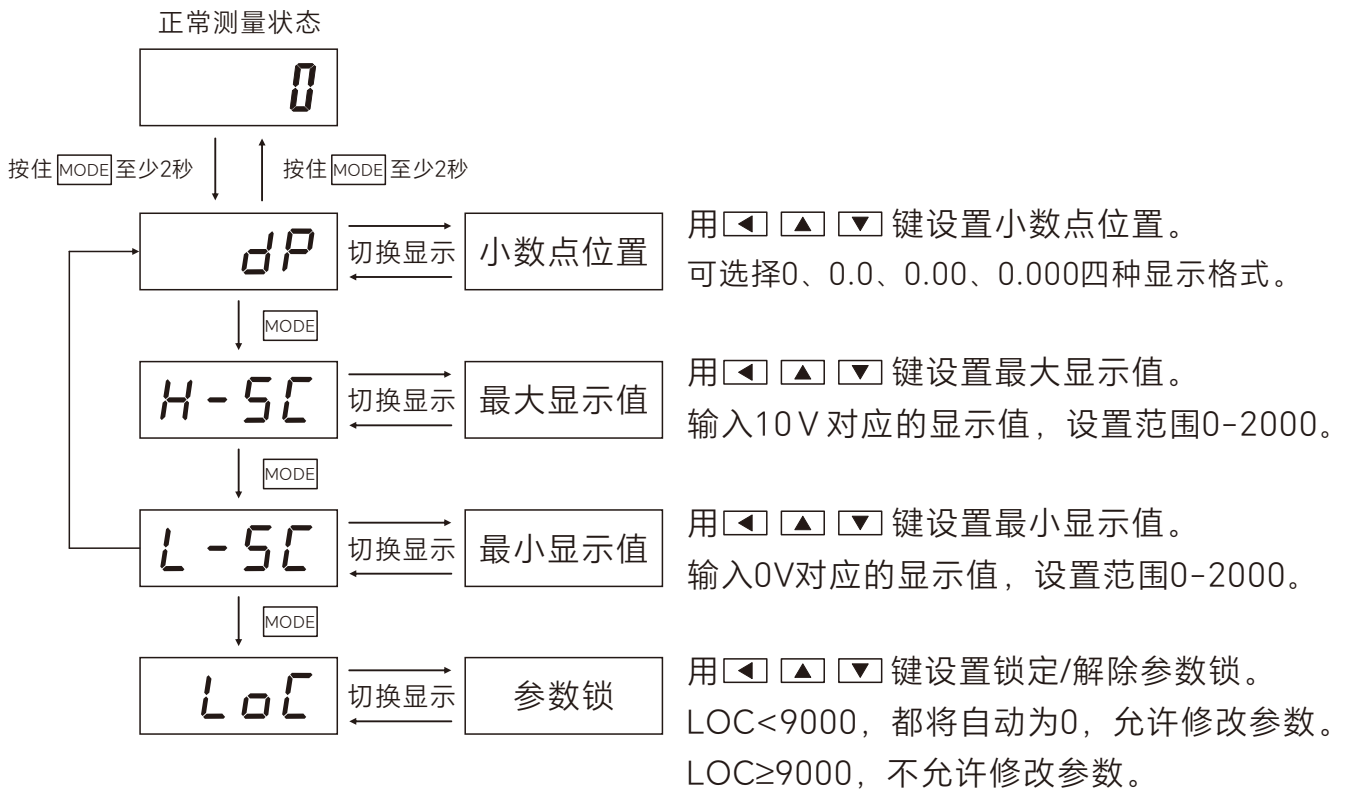 正常测量状态
0
按住 MODE 至少2秒
按住 MODE 至少2秒
dP
切换显示
小数点位置
用◀ ▲ ▼ 键设置小数点位置。
可选择0、0.0、0.00、0.000四种显示格式。
MODE
H-SC
切换显示
最大显示值
用◀ ▲ ▼ 键设置最大显示值。
输入10V 对应的显示值，设置范围0-2000。
MODE
L-SC
切换显示
最小显示值
用◀ ▲ ▼ 键设置最小显示值。
输入0V对应的显示值，设置范围0-2000。
MODE
LoC
切换显示
参数锁
用◀ ▲ ▼ 键设置锁定/解除参数锁。
LOC<9000，都将自动为0，允许修改参数。
LOC≥9000，不允许修改参数。